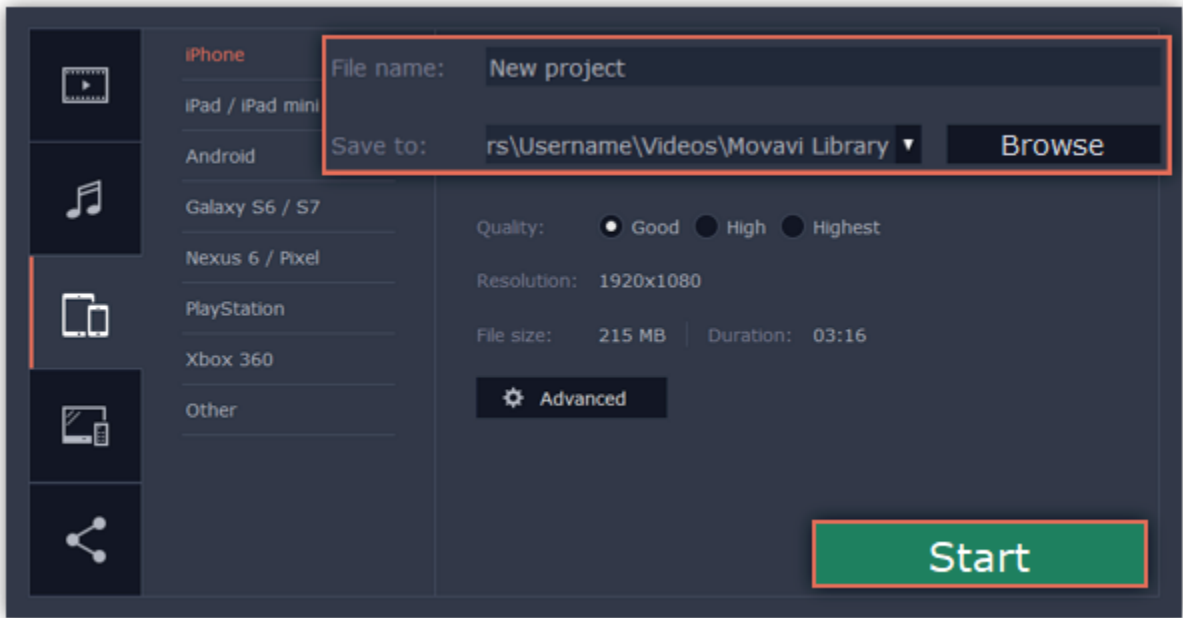 iPhone
iPad / iPad mini
Android
Galaxy S6 / S7
Nexus 6 / Pixel
PlayStation
Xbox 360
Other
File name: New project
Save to: rs\Username\Videos\Movavi Library ▼ Browse
Quality: Good High Highest
Resolution: 1920x1080
File size: 215 MB Duration: 03:16
Advanced
Start